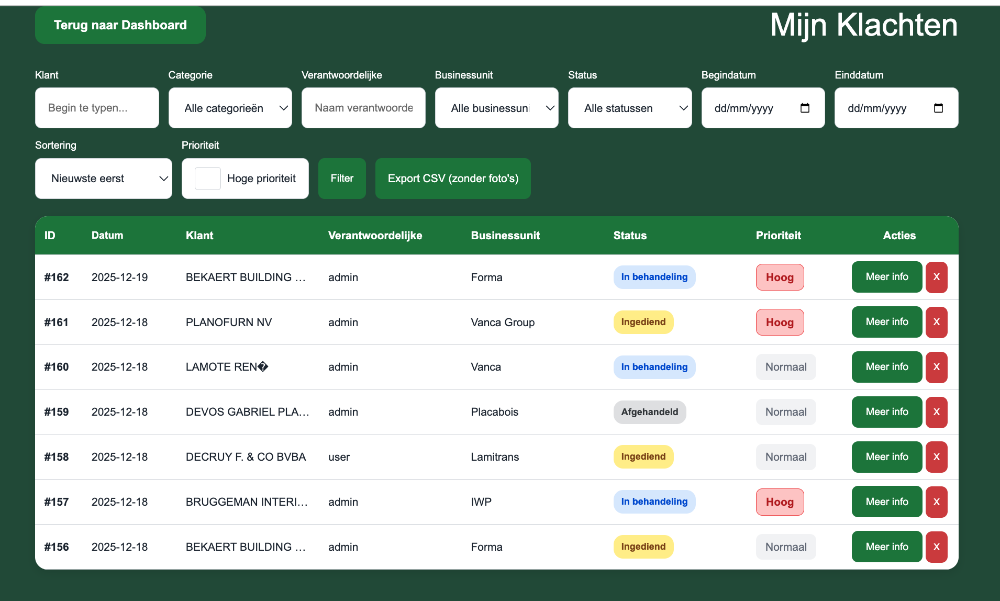 Terug naar Dashboard
Mijn Klachten
Klant Categorie Verantwoordelijke Businessunit Status Begindatum Einddatum
Begin te typen... Alle categorieën Naam verantwoorde Alle businessuni Alle statussen dd/mm/yyyy dd/mm/yyyy
Sortering Prioriteit
Nieuwste eerst Hoge prioriteit Filter Export CSV (zonder foto's)
ID Datum Klant Verantwoordelijke Businessunit Status Prioriteit Acties
#162 2025-12-19 BEKAERT BUILDING ... admin Forma In behandeling Hoog Meer info X
#161 2025-12-18 PLANOFURN NV admin Vanca Group Ingediend Hoog Meer info X
#160 2025-12-18 LAMOTE REN� admin Vanca In behandeling Normaal Meer info X
#159 2025-12-18 DEVOS GABRIEL PLA... admin Placabois Afgehandeld Normaal Meer info X
#158 2025-12-18 DECRUY F. & CO BVBA user Lamitrans Ingediend Normaal Meer info X
#157 2025-12-18 BRUGGEMAN INTERI... admin IWP In behandeling Hoog Meer info X
#156 2025-12-18 BEKAERT BUILDING ... admin Forma Ingediend Normaal Meer info X